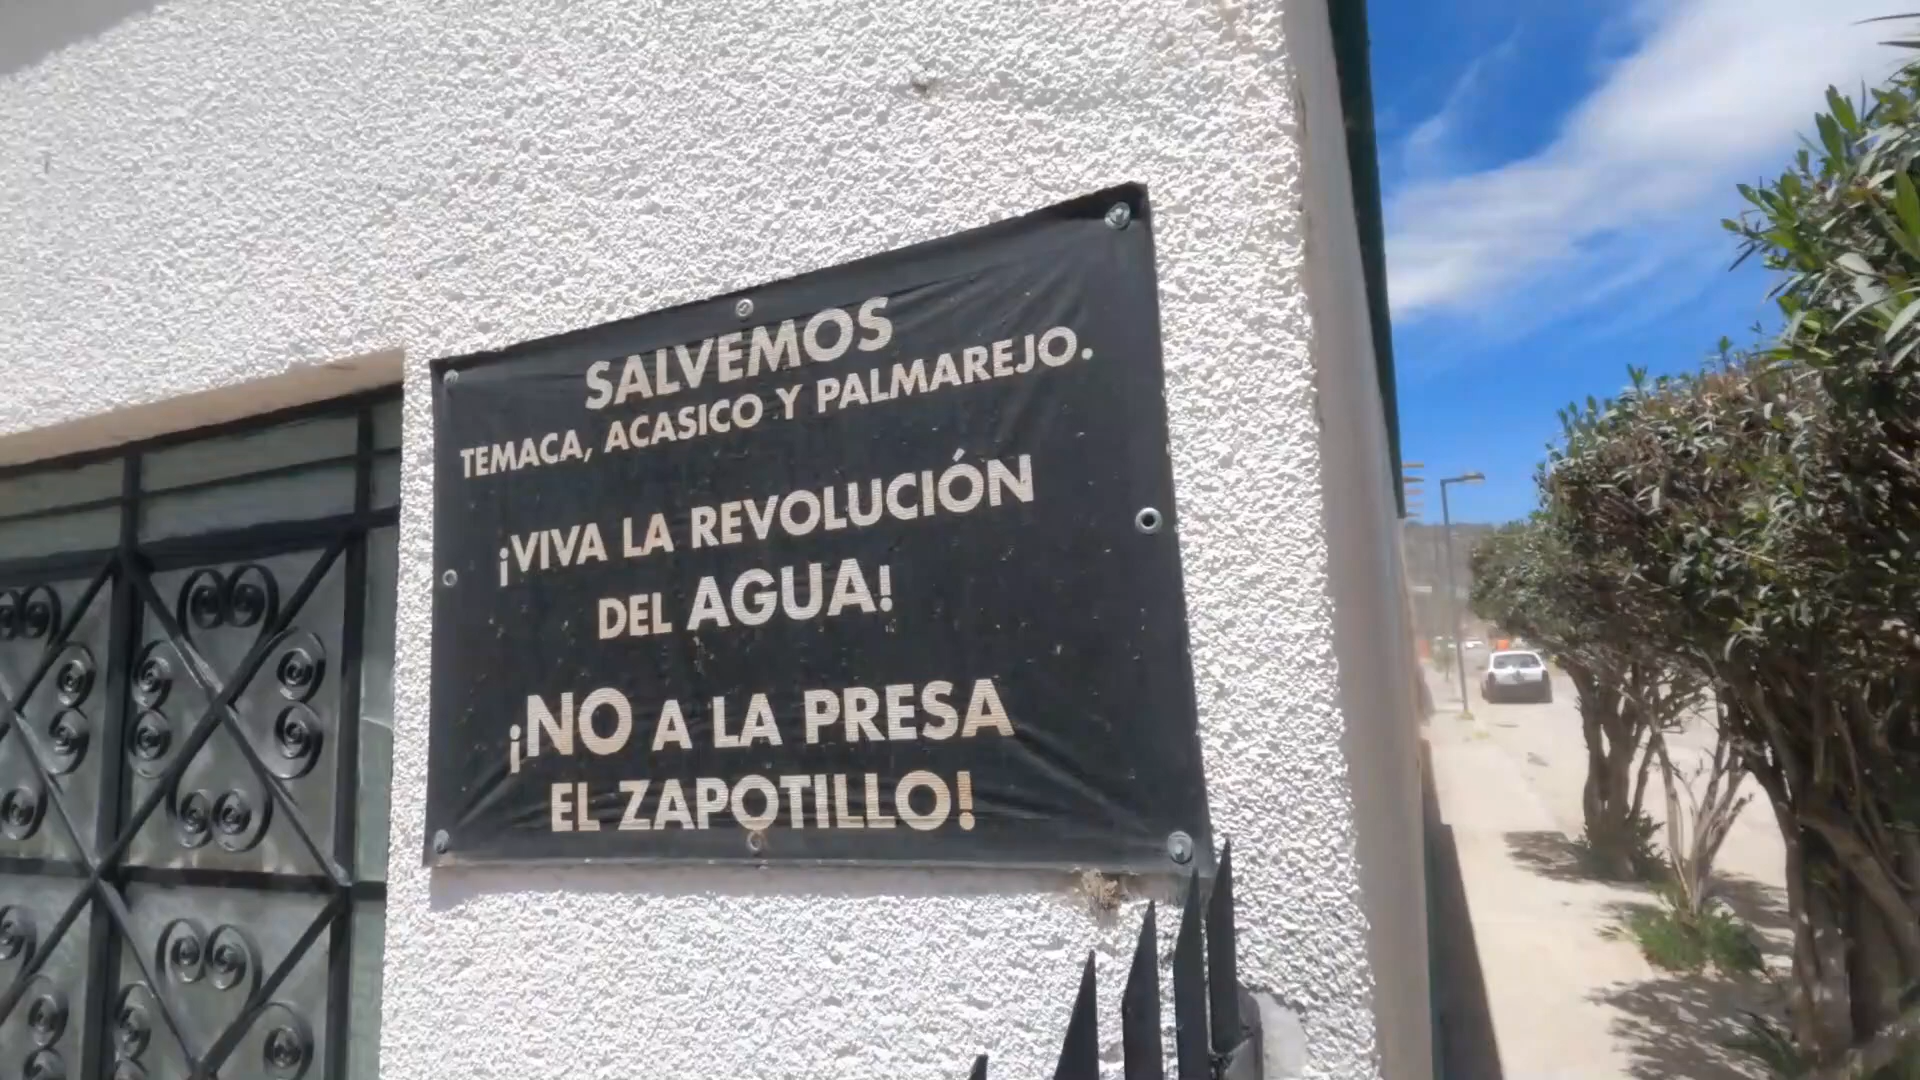 SALVEMOS
TEMACA, ACASICO Y PALMAREJO.
¡VIVA LA REVOLUCIÓN
DEL AGUA!
¡NO A LA PRESA
EL ZAPOTILLO!